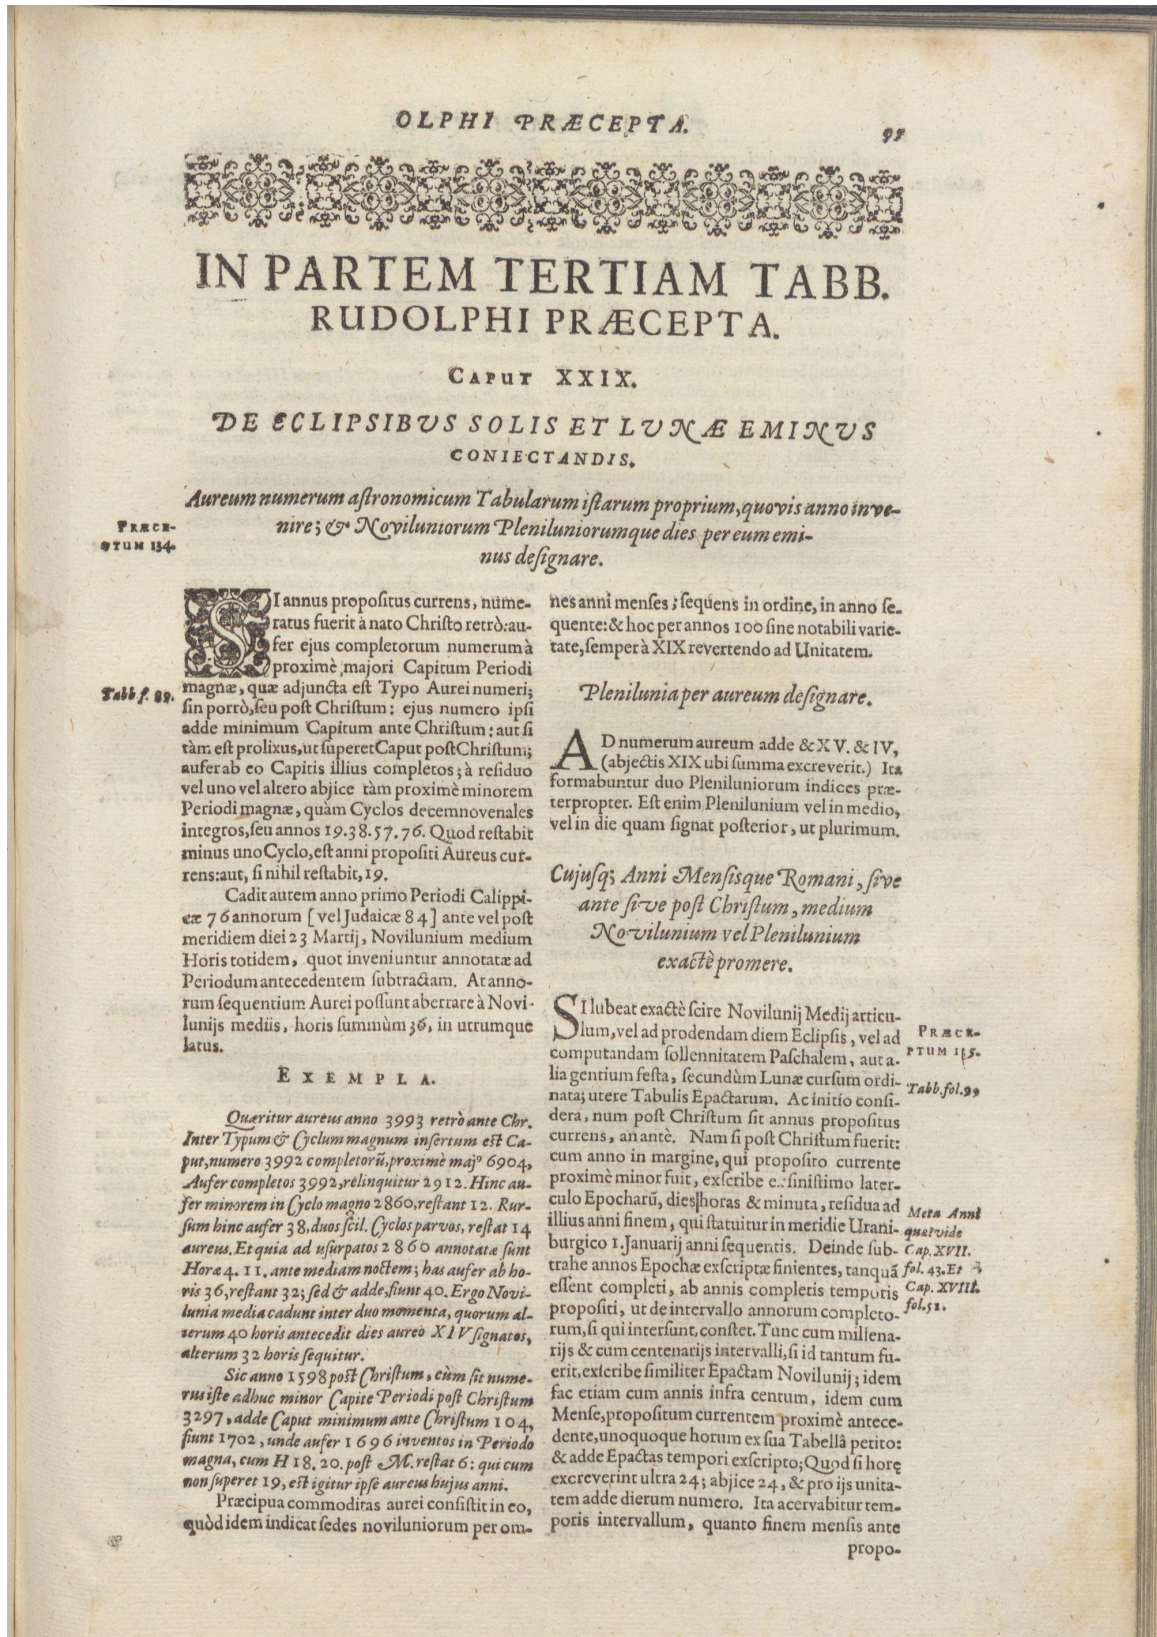 OLPHI PRÆCEPTA.
IN PARTEM TERTIAM TABB.
RUDOLPHI PRÆCEPTA.
CAPUT XXIX.
DE ECLIPSIBVS SOLIS ET LVNÆ EMINVS
CONIECTANDIS.
Aureum numerum astronomicum Tabularum istarum proprium, quovis anno inve-
nire; & Noviluniorum Pleniluniorumque dies per eum emi-
nus designare.
PRÆCE-
PTUM 134.
SI annus propositus currens, nume-
ratus fuerit à nato Christo retrò: au-
fer ejus completorum numerum à
proximè majori Capitum Periodi
magnæ, quæ adjuncta est Typo Aurei numeri;
sin porrò, seu post Christum: ejus numero ipsi
adde minimum Capitum ante Christum: aut si
tàm est prolixus, ut superet Caput post Christum;
aufer ab eo Capitis illius completos; à residuo
vel uno vel altero abjice tàm proximè minorem
Periodi magnæ, quàm Cyclos decemnovenales
integros, seu annos 19. 38. 57. 76. Quod restabit
minus uno Cyclo, est anni propositi Aureus cur-
rens: aut, si nihil restabit, 19.
Tabb. f.
Cadit autem anno primo Periodi Calippi-
cæ 76 annorum [vel Judaicæ 84] ante vel post
meridiem diei 23 Martij, Novilunium medium
Horis totidem, quot inveniuntur annotatæ ad
Periodum antecedentem subtractam. At anno-
rum sequentium Aurei possunt aberrare à Novi-
lunijs mediis, horis summùm 36, in utrumque
latus.
EXEMPLA.
Quæritur aureus anno 3993 retrò ante Chr.
Inter Typum & Cyclum magnum insertum est Ca-
put, numero 3992 completorũ, proximè majꝰ 6904,
Aufer completos 3992, relinquitur 2912. Hinc au-
fer minorem in Cyclo magno 2860, restant 12. Rur-
sum hinc aufer 38, duos scil. Cyclos parvos, restat 14
aureus. Et quia ad usurpatos 2860 annotatæ sunt
Horæ 4. 11. ante mediam noctem; has aufer ab ho-
ris 36, restant 32; sed & adde, fiunt 40. Ergo Novi-
lunia media cadunt inter duo momenta, quorum al-
terum 40 horis antecedit dies aureo XIV signatos,
alterum 32 horis sequitur.
Sic anno 1598 post Christum, cùm sit nume-
rus iste adhuc minor Capite Periodi post Christum
3297, adde Caput minimum ante Christum 104,
fiunt 1702, unde aufer 1696 inventos in Periodo
magna, cum H 18. 20. post M. restat 6: qui cum
non superet 19, est igitur ipse aureus hujus anni.
Præcipua commoditas aurei consistit in eo,
quòd idem indicat sedes noviluniorum per om-
nes anni menses; sequens in ordine, in anno se-
quente: & hoc per annos 100 sine notabili varie-
tate, semper à XIX revertendo ad Unitatem.
Plenilunia per aureum designare.
AD numerum aureum adde & XV. & IV,
(abjectis XIX ubi summa excreverit.) Ita
formabuntur duo Pleniluniorum indices præ-
terpropter. Est enim Plenilunium vel in medio,
vel in die quam signat posterior, ut plurimum.
Cujusq; Anni Mensisque Romani, sive
ante sive post Christum, medium
Novilunium vel Plenilunium
exactè promere.
SI lubeat exactè scire Novilunij Medij articu-
lum, vel ad prodendam diem Eclipsis, vel ad
computandam sollennitatem Paschalem, aut a-
lia gentium festa, secundùm Lunæ cursum ordi-
nata; utere Tabulis Epactarum. Ac initio consi-
dera, num post Christum sit annus propositus
currens, an antè. Nam si post Christum fuerit:
cum anno in margine, qui proposito currente
proximè minor fuit, exscribe è sinistimo later-
culo Epocharũ, dies horas & minuta, residua ad
illius anni finem, qui statuitur in meridie Urani-
burgico 1. Januarij anni sequentis. Deinde sub-
trahe annos Epochæ exscriptæ finientes, tanquã
essent completi, ab annis completis temporis
propositi, ut de intervallo annorum completo-
rum, si qui intersunt, constet. Tunc cum millena-
rijs & cum centenarijs intervalli, si id tantum fu-
erit, exscribe similiter Epactam Novilunij; idem
fac etiam cum annis infra centum, idem cum
Mense, propositum currentem proximè antece-
dente, unoquoque horum ex sua Tabellâ petito:
& adde Epactas tempori exscripto; Quod si horę
excreverint ultra 24; abjice 24, & pro ijs unita-
tem adde dierum numero. Ita acervabitur tem-
poris intervallum, quanto finem mensis ante
propo-
PRÆCE-
PTUM 135.
Tabb. fol. 99
Meta Anni
quæ vide
Cap. XVII.
fol. 43. Et
Cap. XVIII.
fol. 51.